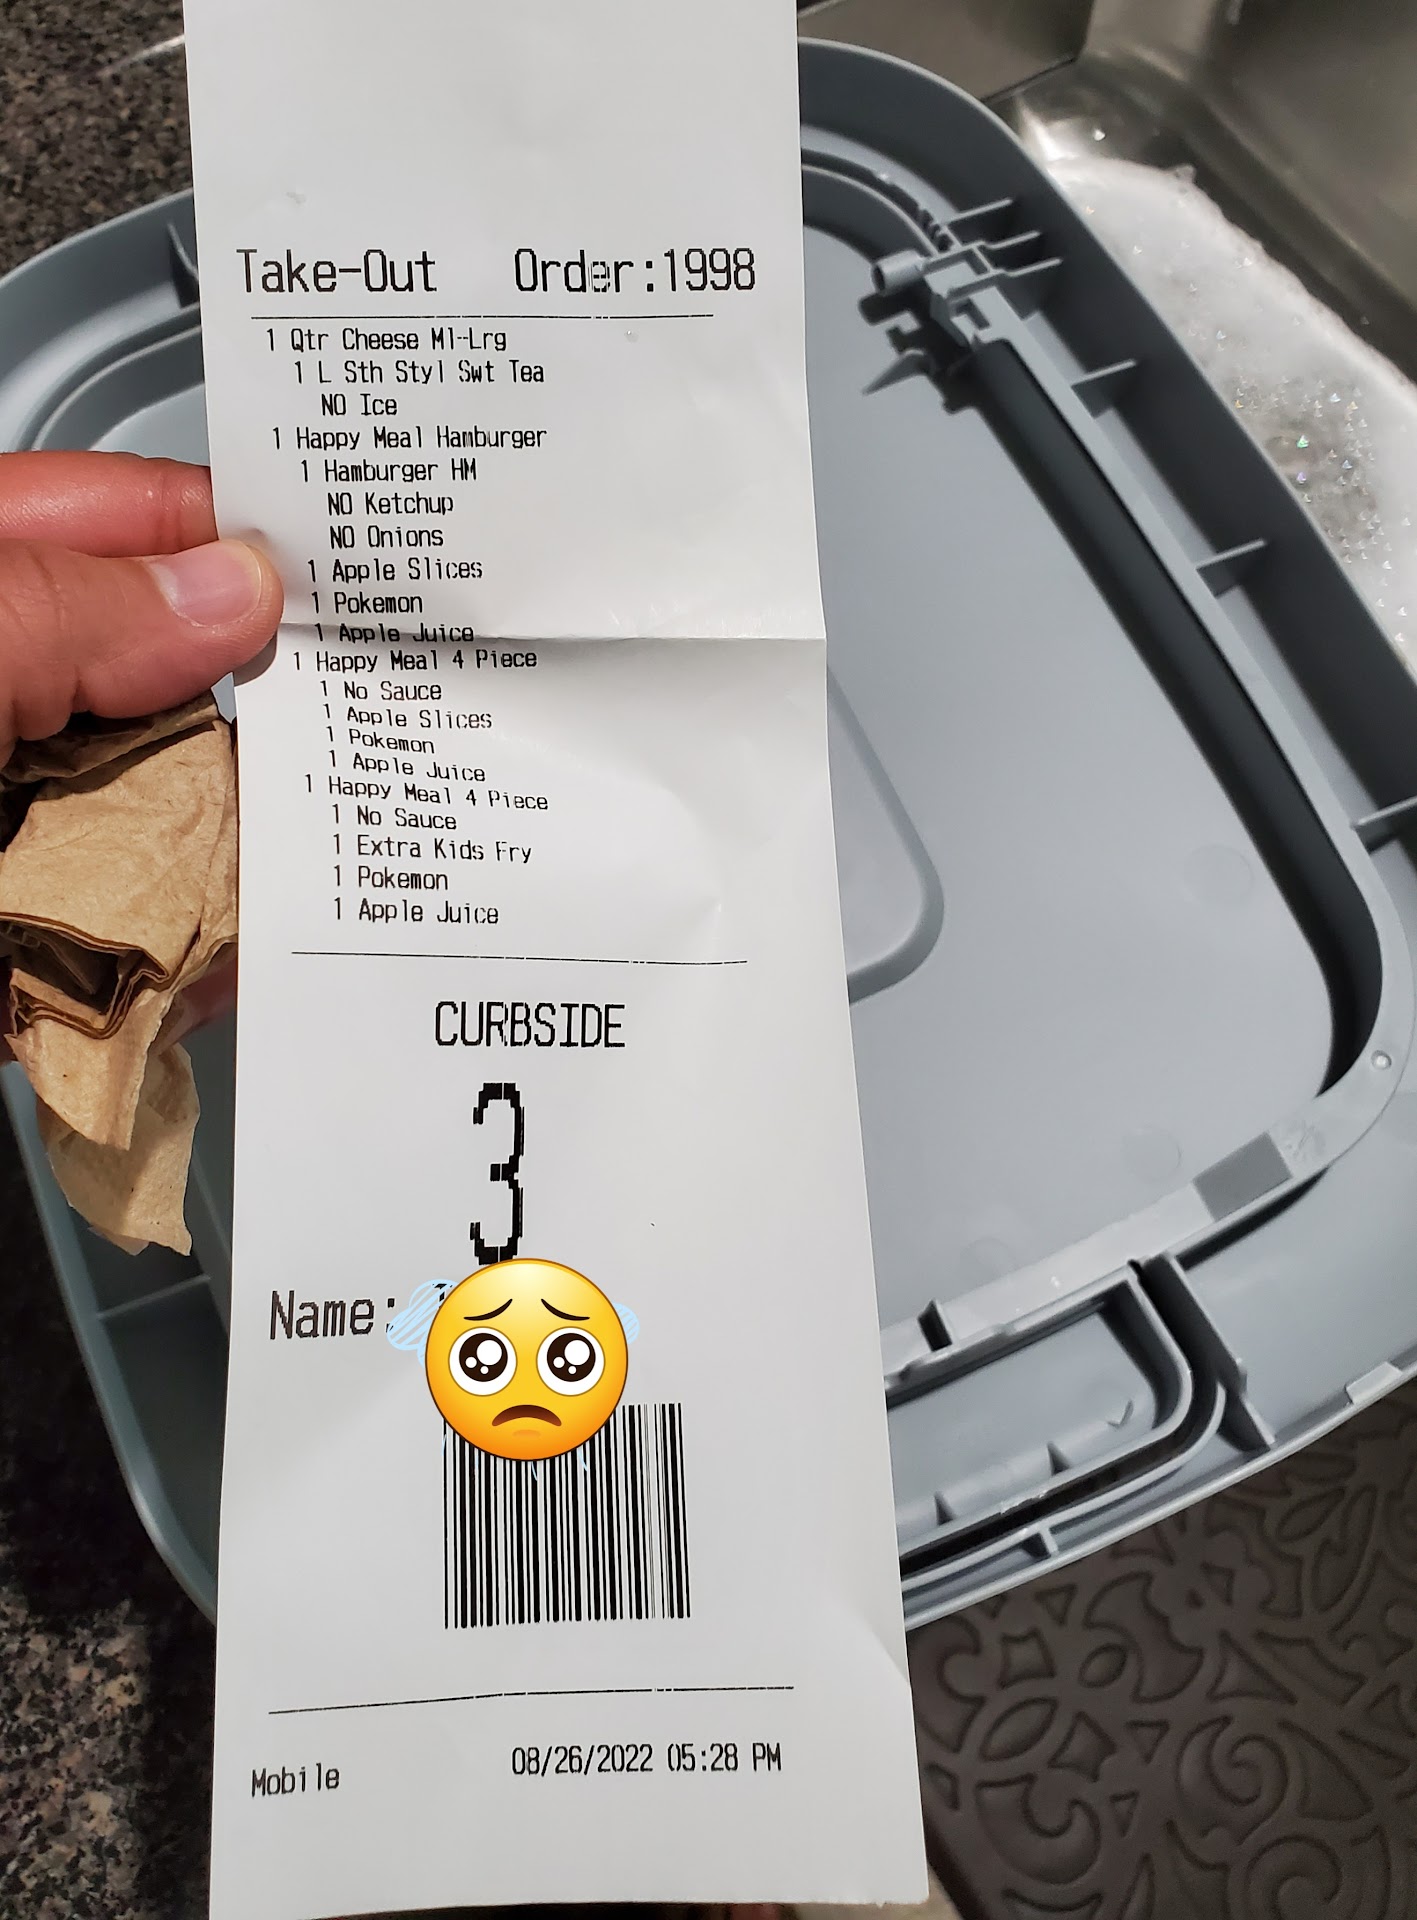 Take-Out Order:1998
1 Qtr Cheese Ml-Lrg
1 L Sth Styl Swt Tea
NO Ice
1 Happy Meal Hamburger
1 Hamburger HM
NO Ketchup
NO Onions
1 Apple Slices
1 Pokemon
1 Apple Juice
1 Happy Meal 4 Piece
1 No Sauce
1 Apple Slices
1 Pokemon
1 Apple Juice
1 Happy Meal 4 Piece
1 No Sauce
1 Extra Kids Fry
1 Pokemon
1 Apple Juice
CURBSIDE
3
Name:
Mobile 08/26/2022 05:28 PM